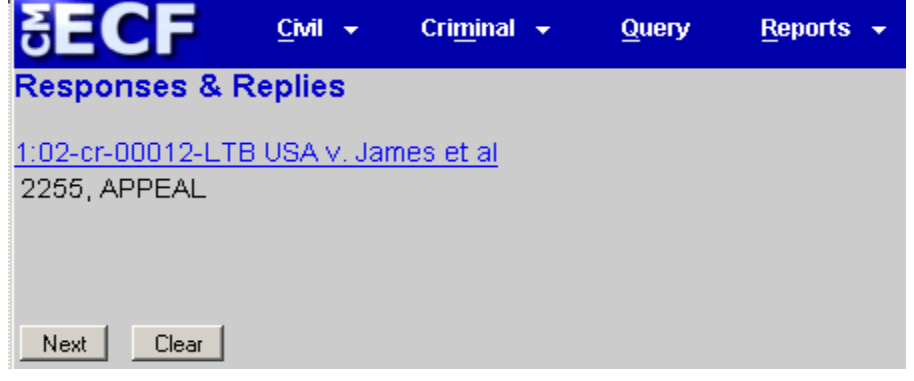 CM ECF Civil Criminal Query Reports
Responses & Replies
1:02-cr-00012-LTB USA v. James et al
2255, APPEAL
Next Clear